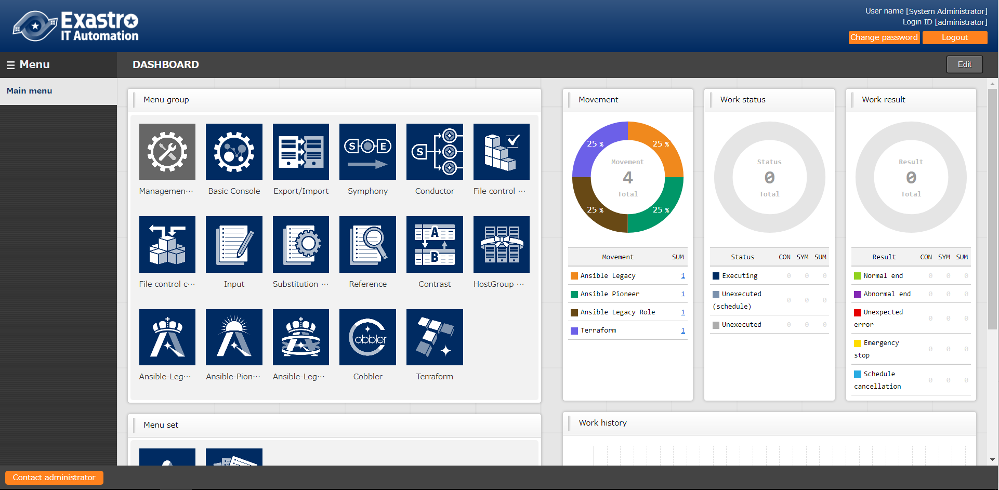 Exastro
IT Automation
User name [System Administrator]
Login ID [administrator]
Change password
Logout
Menu
DASHBOARD
Edit
Main menu
Menu group
Managemen···
Basic Console
S
E
Export/Import
Symphony
S
Conductor
File control ···
File control c···
Input
Substitution ···
Reference
A
B
Contrast
HostGroup ···
Ansible-Leg···
Ansible-Pion···
Ansible-Leg···
Cobbler
Cobbler
Terraform
Menu set
Movement
25 %
25 %
25 %
25 %
Movement
4
Total
Movement SUM
Ansible Legacy 1
Ansible Pioneer 1
Ansible Legacy Role 1
Terraform 1
Work status
Status
0
Total
Status CON SYM SUM
Executing 0 0 0
Unexecuted
(schedule) 0 0 0
Unexecuted 0 0 0
Work result
Result
0
Total
Result CON SYM SUM
Normal end 0 0 0
Abnormal end 0 0 0
Unexpected
error 0 0 0
Emergency
stop 0 0 0
Schedule
cancellation 0 0 0
Work history
Contact administrator